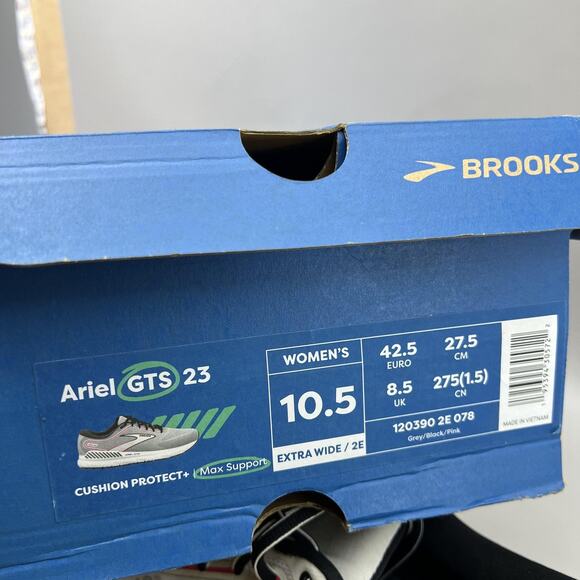 BROOKS
Ariel GTS 23
CUSHION PROTECT+ Max Support
WOMEN'S
10.5
EXTRA WIDE / 2E
42.5 27.5
EURO CM
8.5 275(1.5)
UK CN
120390 2E 078
Grey/Black/Pink
MADE IN VIETNAM